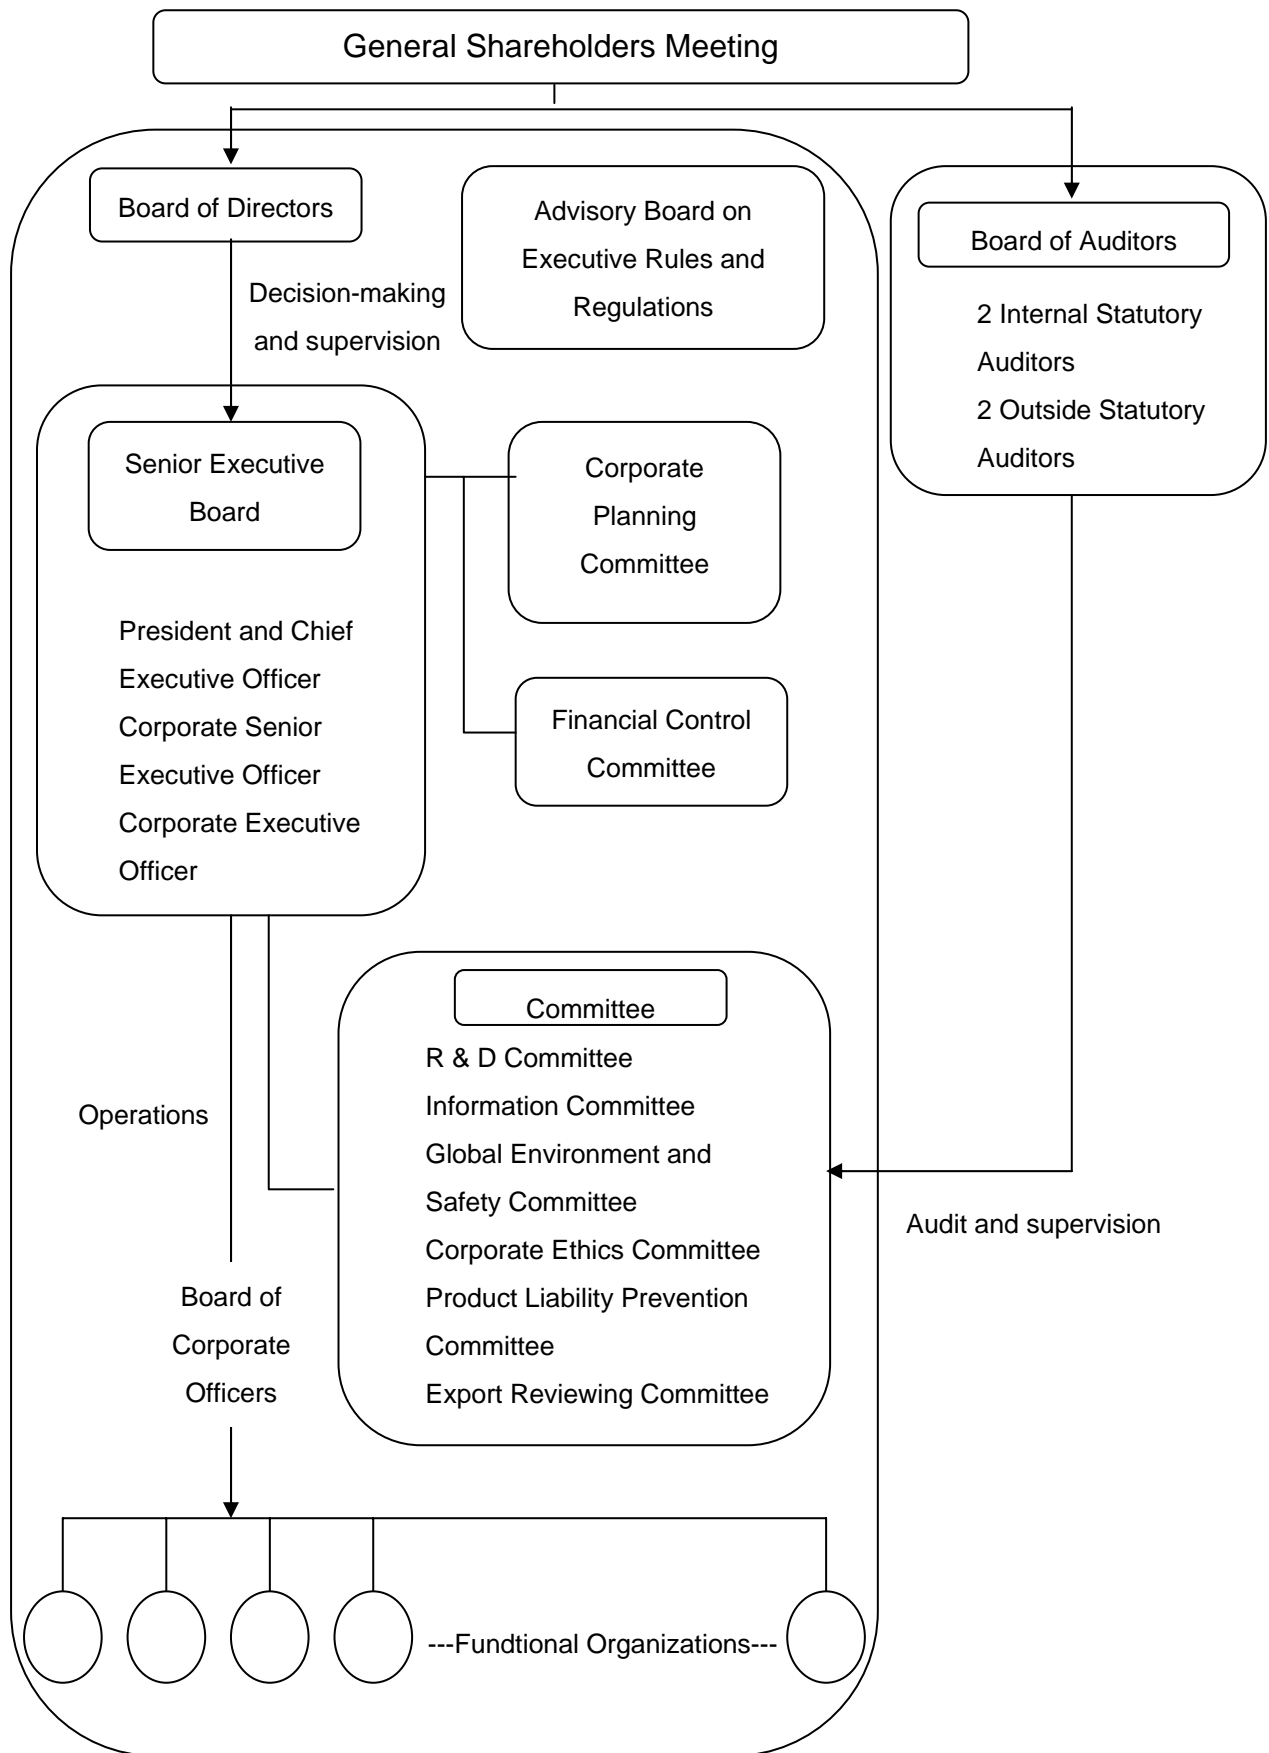 General Shareholders Meeting
Board of Directors
Advisory Board on
Executive Rules and
Regulations
Board of Auditors
2 Internal Statutory
Auditors
2 Outside Statutory
Auditors
Decision-making
and supervision
Senior Executive
Board
President and Chief
Executive Officer
Corporate Senior
Executive Officer
Corporate Executive
Officer
Corporate
Planning
Committee
Financial Control
Committee
Committee
R & D Committee
Information Committee
Global Environment and
Safety Committee
Corporate Ethics Committee
Product Liability Prevention
Committee
Export Reviewing Committee
Operations
Audit and supervision
Board of
Corporate
Officers
---Fundtional Organizations---